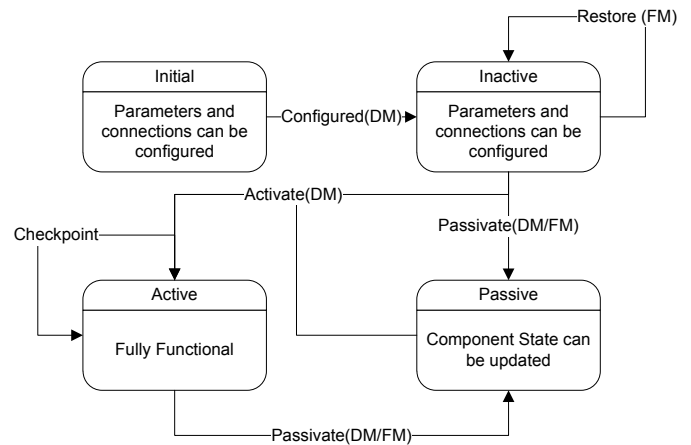 Restore (FM)
Initial
Parameters and
connections can be
configured
Configured(DM)
Inactive
Parameters and
connections can be
configured
Activate(DM)
Passivate(DM/FM)
Checkpoint
Active
Fully Functional
Passive
Component State can
be updated
Passivate(DM/FM)